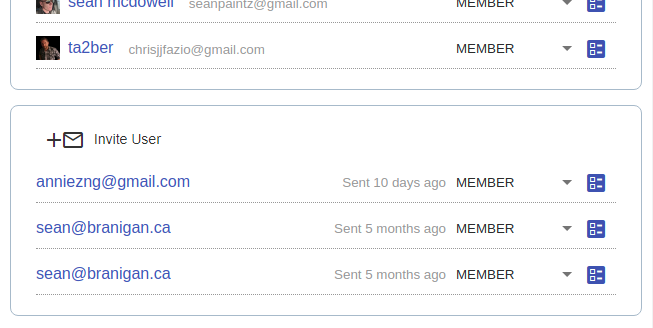 sean mcdowell seanpaintz@gmail.com MEMBER
ta2ber chrisjjfazio@gmail.com MEMBER
Invite User
anniezng@gmail.com Sent 10 days ago MEMBER
sean@branigan.ca Sent 5 months ago MEMBER
sean@branigan.ca Sent 5 months ago MEMBER